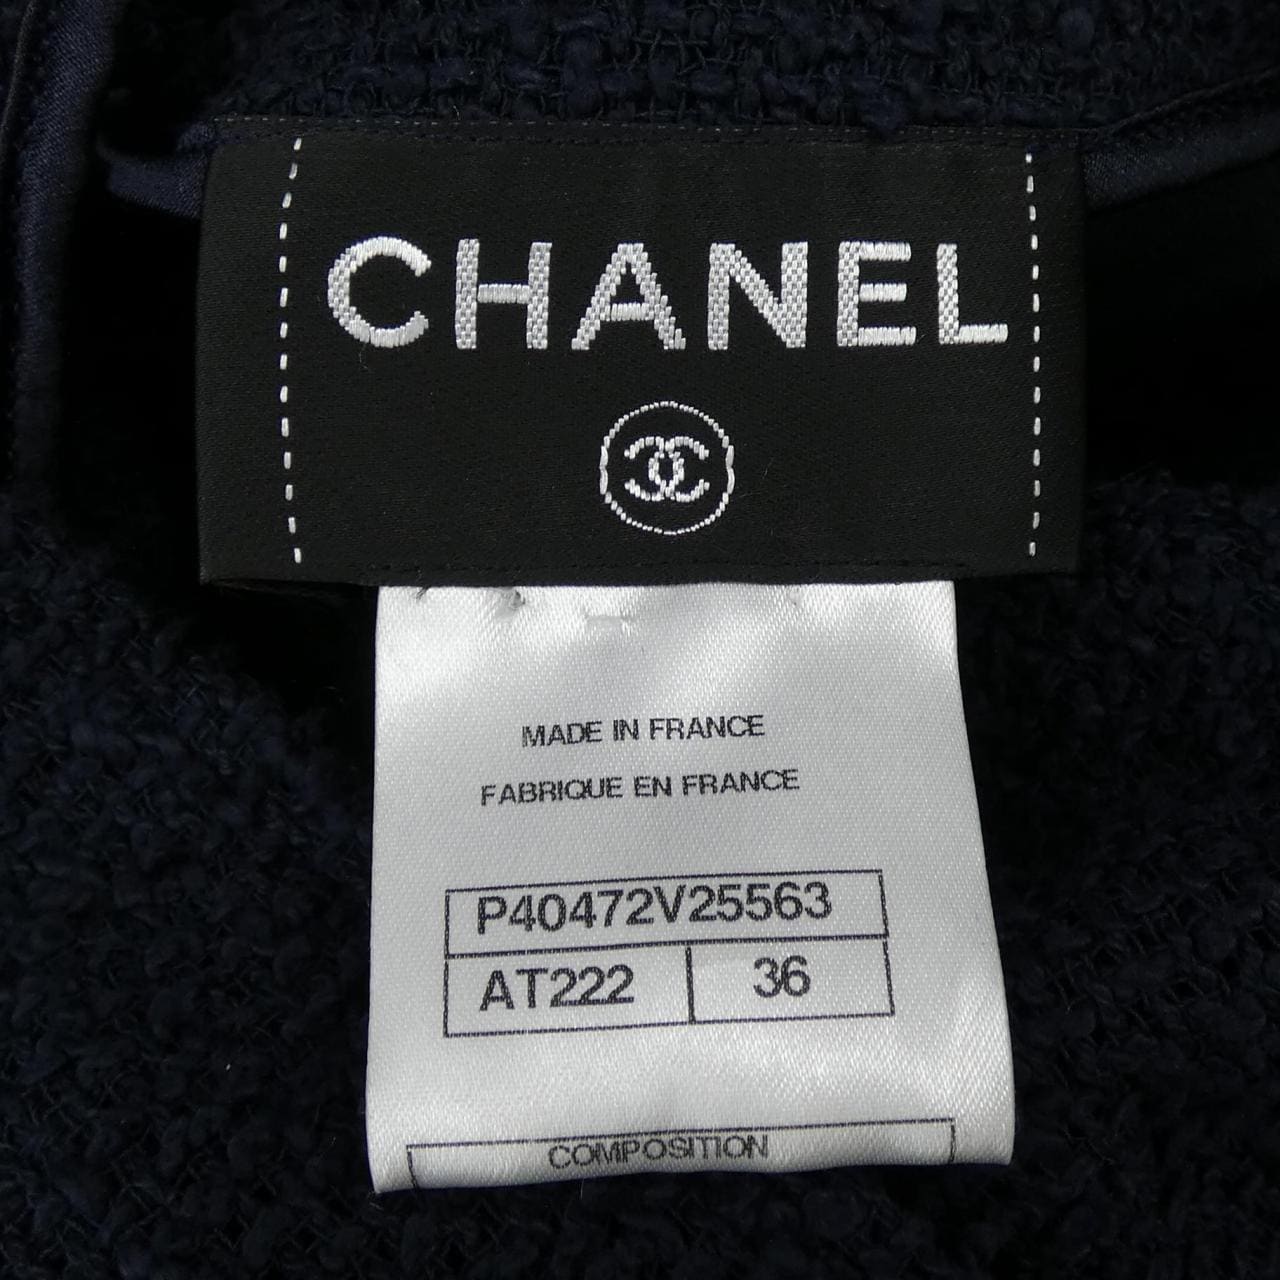 CHANEL
MADE IN FRANCE
FABRIQUE EN FRANCE
P40472V25563
AT222 36
COMPOSITION